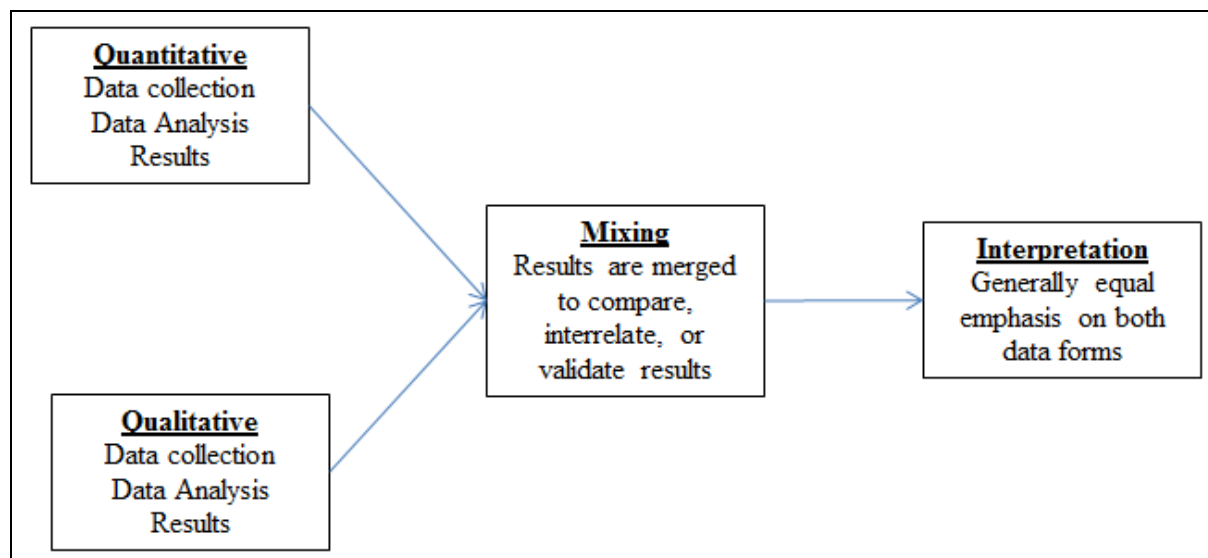 Quantitative
Data collection
Data Analysis
Results
Qualitative
Data collection
Data Analysis
Results
Mixing
Results are merged
to compare,
interrelate, or
validate results
Interpretation
Generally equal
emphasis on both
data forms